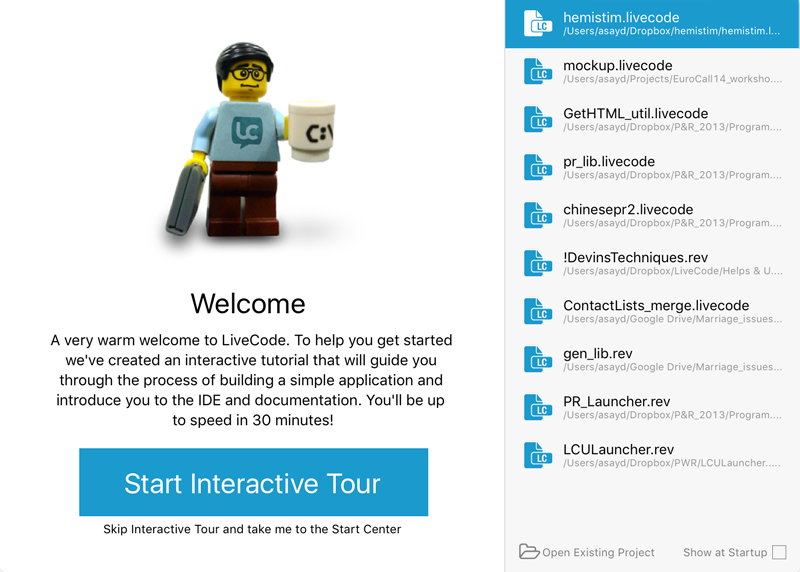 Lc
C:\
Welcome
A very warm welcome to LiveCode. To help you get started
we've created an interactive tutorial that will guide you
through the process of building a simple application and
introduce you to the IDE and documentation. You'll be up
to speed in 30 minutes!
Start Interactive Tour
Skip Interactive Tour and take me to the Start Center
LC hemistim.livecode
/Users/asayd/Dropbox/hemistim/hemistim.l...
LC mockup.livecode
/Users/asayd/Projects/EuroCall14_worksho...
LC GetHTML_util.livecode
/Users/asayd/Dropbox/P&R_2013/Program....
LC pr_lib.livecode
/Users/asayd/Dropbox/P&R_2013/Program....
LC chinesepr2.livecode
/Users/asayd/Dropbox/P&R_2013/Program....
LC !DevinsTechniques.rev
/Users/asayd/Dropbox/LiveCode/Helps & U....
LC ContactLists_merge.livecode
/Users/asayd/Google Drive/Marriage_issues...
LC gen_lib.rev
/Users/asayd/Google Drive/Marriage_issues...
LC PR_Launcher.rev
/Users/asayd/Dropbox/P&R_2013/Program....
LC LCULauncher.rev
/Users/asayd/Dropbox/PWR/LCULauncher....
Open Existing Project Show at Startup